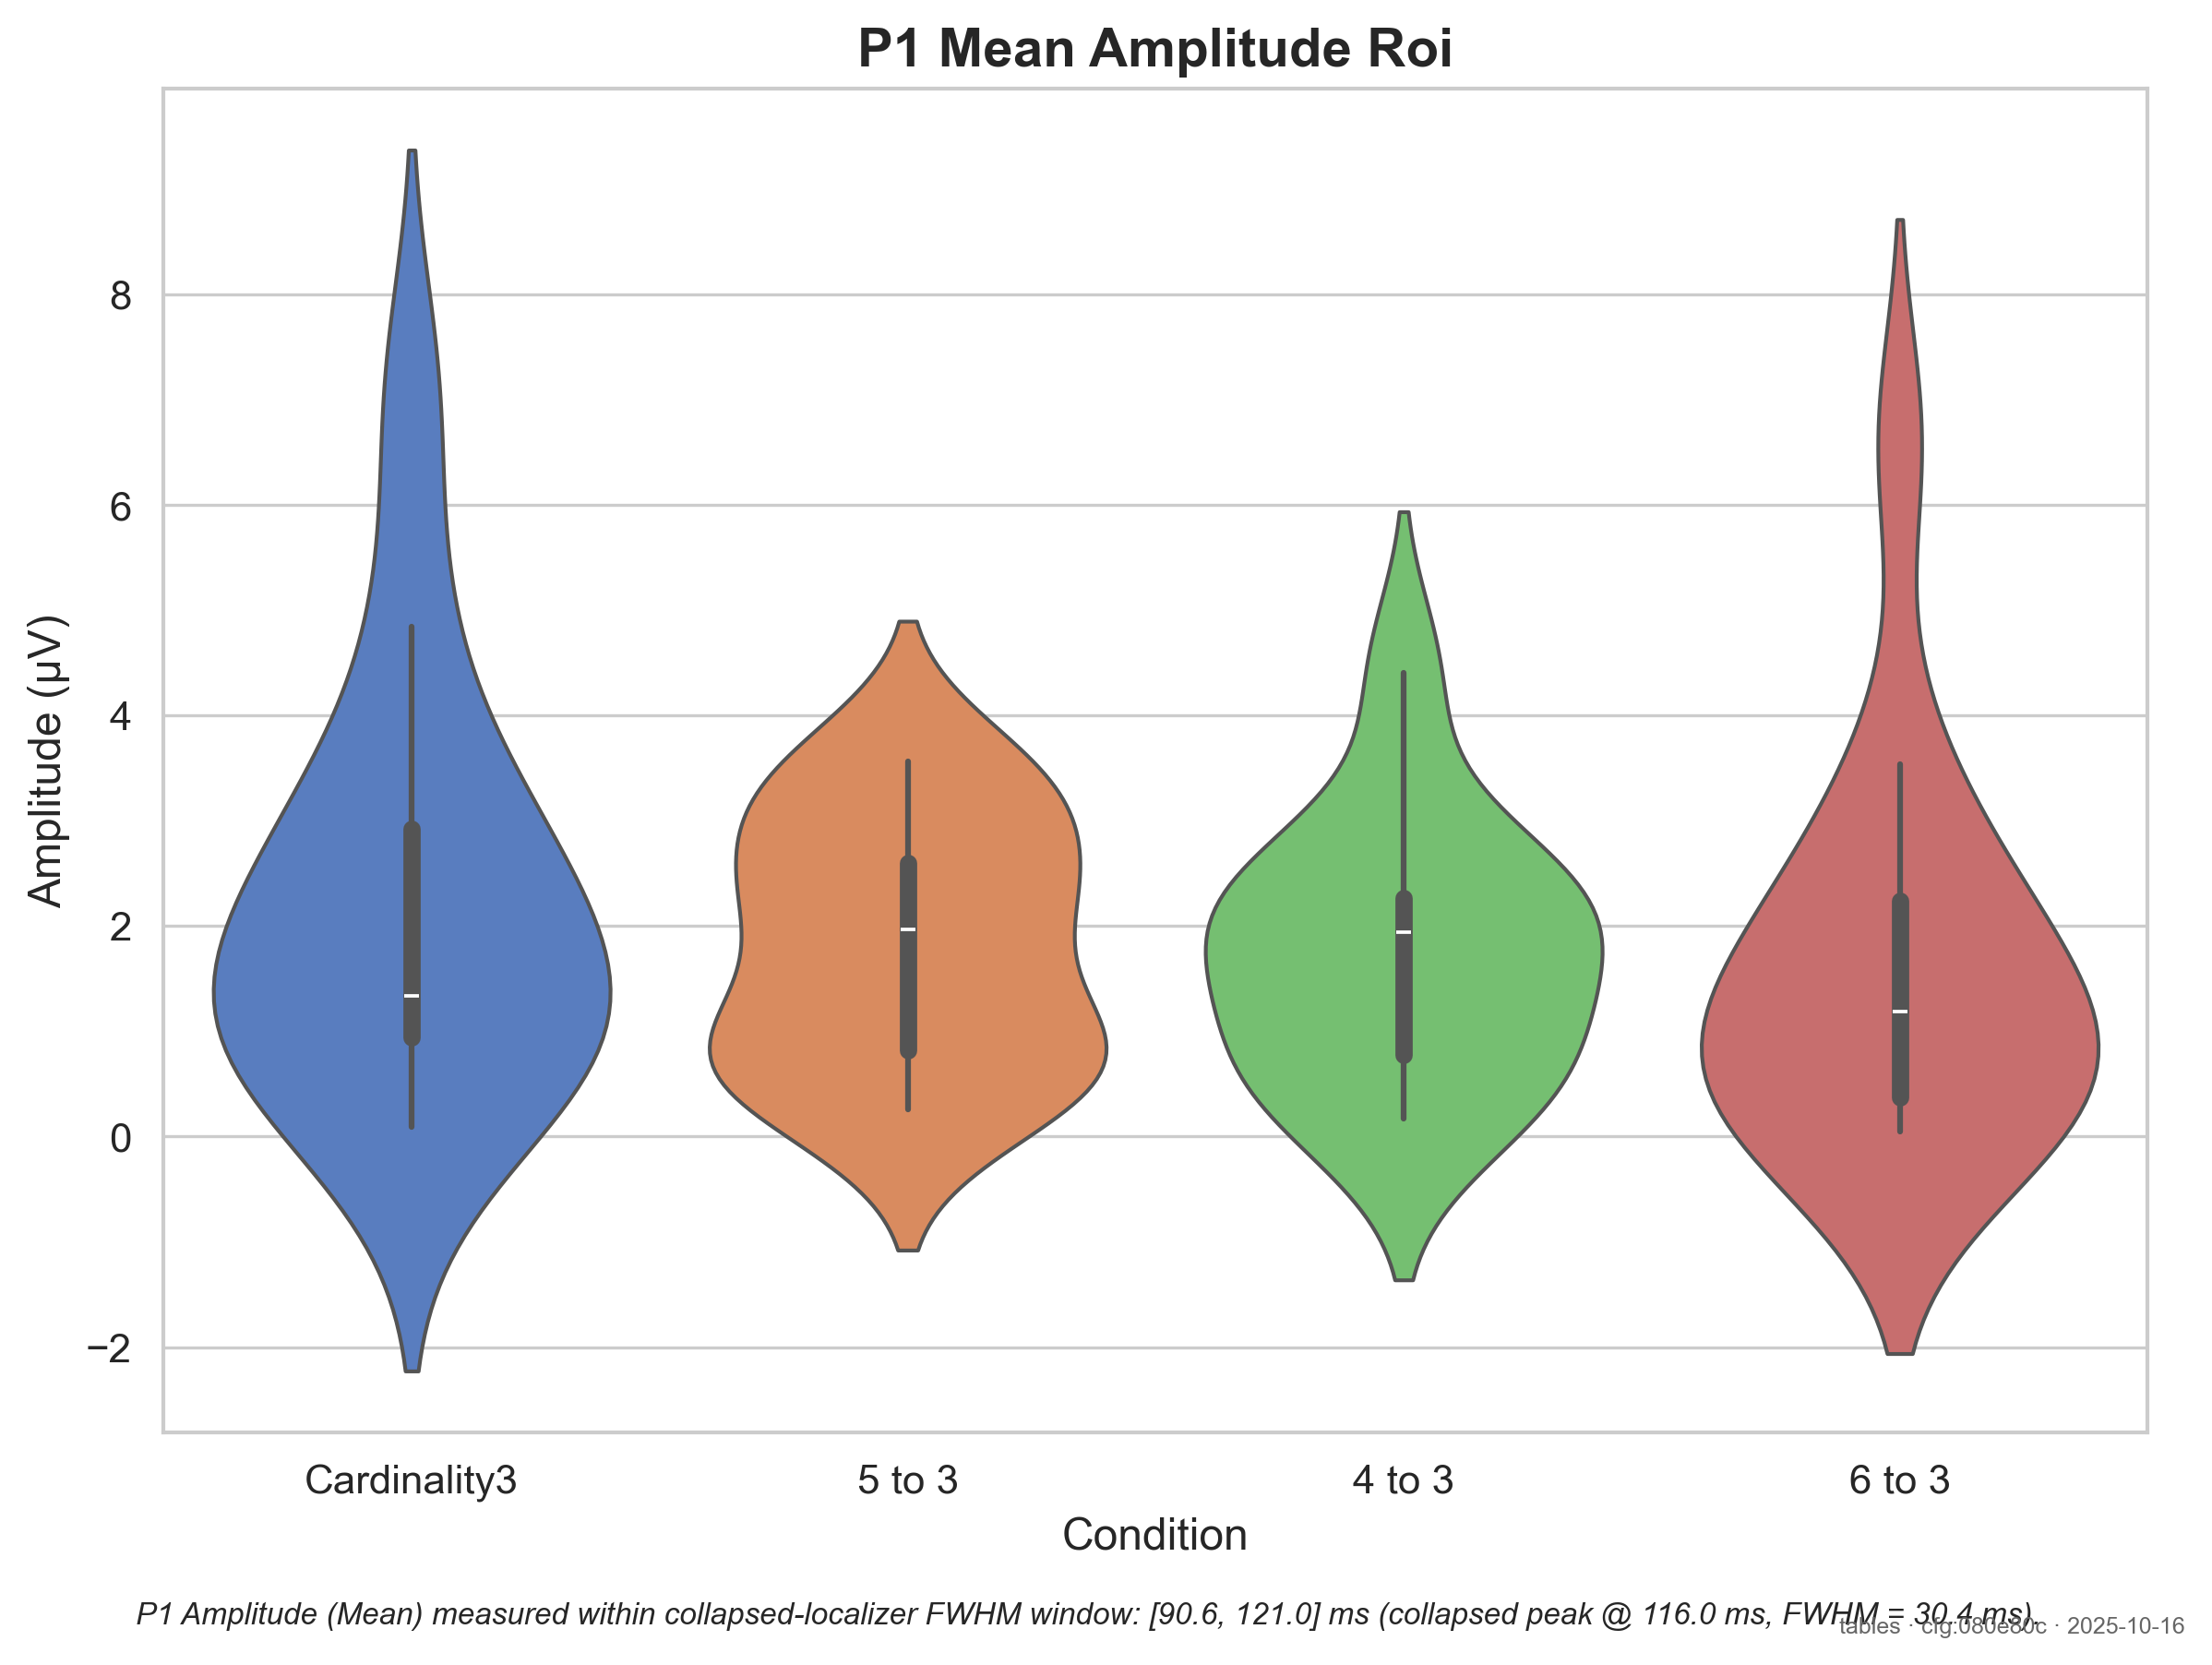 P1 Mean Amplitude Roi
Amplitude (µV)
8
6
4
2
0
−2
Cardinality3 5 to 3 4 to 3 6 to 3
Condition
P1 Amplitude (Mean) measured within collapsed-localizer FWHM window: [90.6, 121.0] ms (collapsed peak @ 116.0 ms, FWHM = 30.4 ms).
tables · cfg:080e80c · 2025-10-16